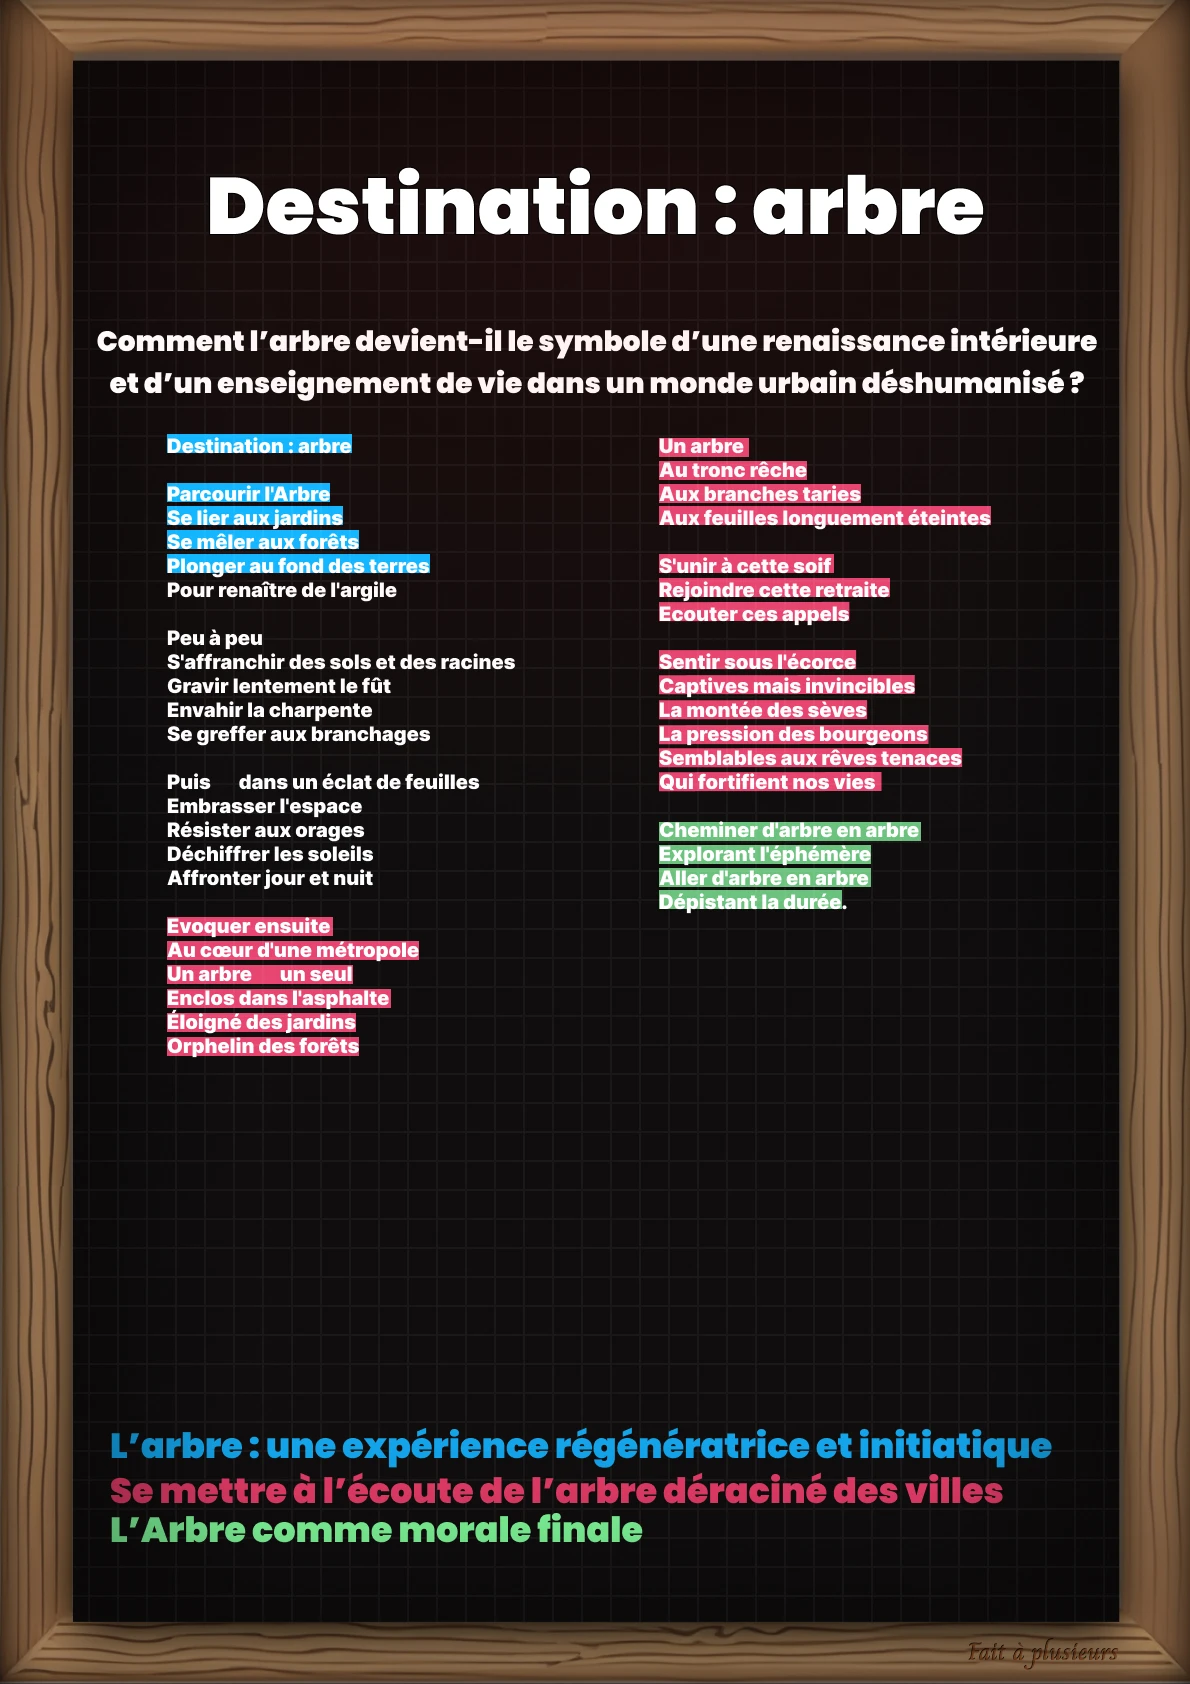 Destination : arbre
Comment l’arbre devient-il le symbole d’une renaissance intérieure
et d’un enseignement de vie dans un monde urbain déshumanisé ?
Destination : arbre
Parcourir l'Arbre
Se lier aux jardins
Se mêler aux forêts
Plonger au fond des terres
Pour renaître de l'argile
Peu à peu
S'affranchir des sols et des racines
Gravir lentement le fût
Envahir la charpente
Se greffer aux branchages
Puis dans un éclat de feuilles
Embrasser l'espace
Résister aux orages
Déchiffrer les soleils
Affronter jour et nuit
Evoquer ensuite
Au cœur d'une métropole
Un arbre un seul
Enclos dans l'asphalte
Éloigné des jardins
Orphelin des forêts
Un arbre
Au tronc rêche
Aux branches taries
Aux feuilles longuement éteintes
S'unir à cette soif
Rejoindre cette retraite
Ecouter ces appels
Sentir sous l'écorce
Captives mais invincibles
La montée des sèves
La pression des bourgeons
Semblables aux rêves tenaces
Qui fortifient nos vies
Cheminer d'arbre en arbre
Explorant l'éphémère
Aller d'arbre en arbre
Dépistant la durée.
L’arbre : une expérience régénératrice et initiatique
Se mettre à l’écoute de l’arbre déraciné des villes
L’Arbre comme morale finale
Fait à plusieurs